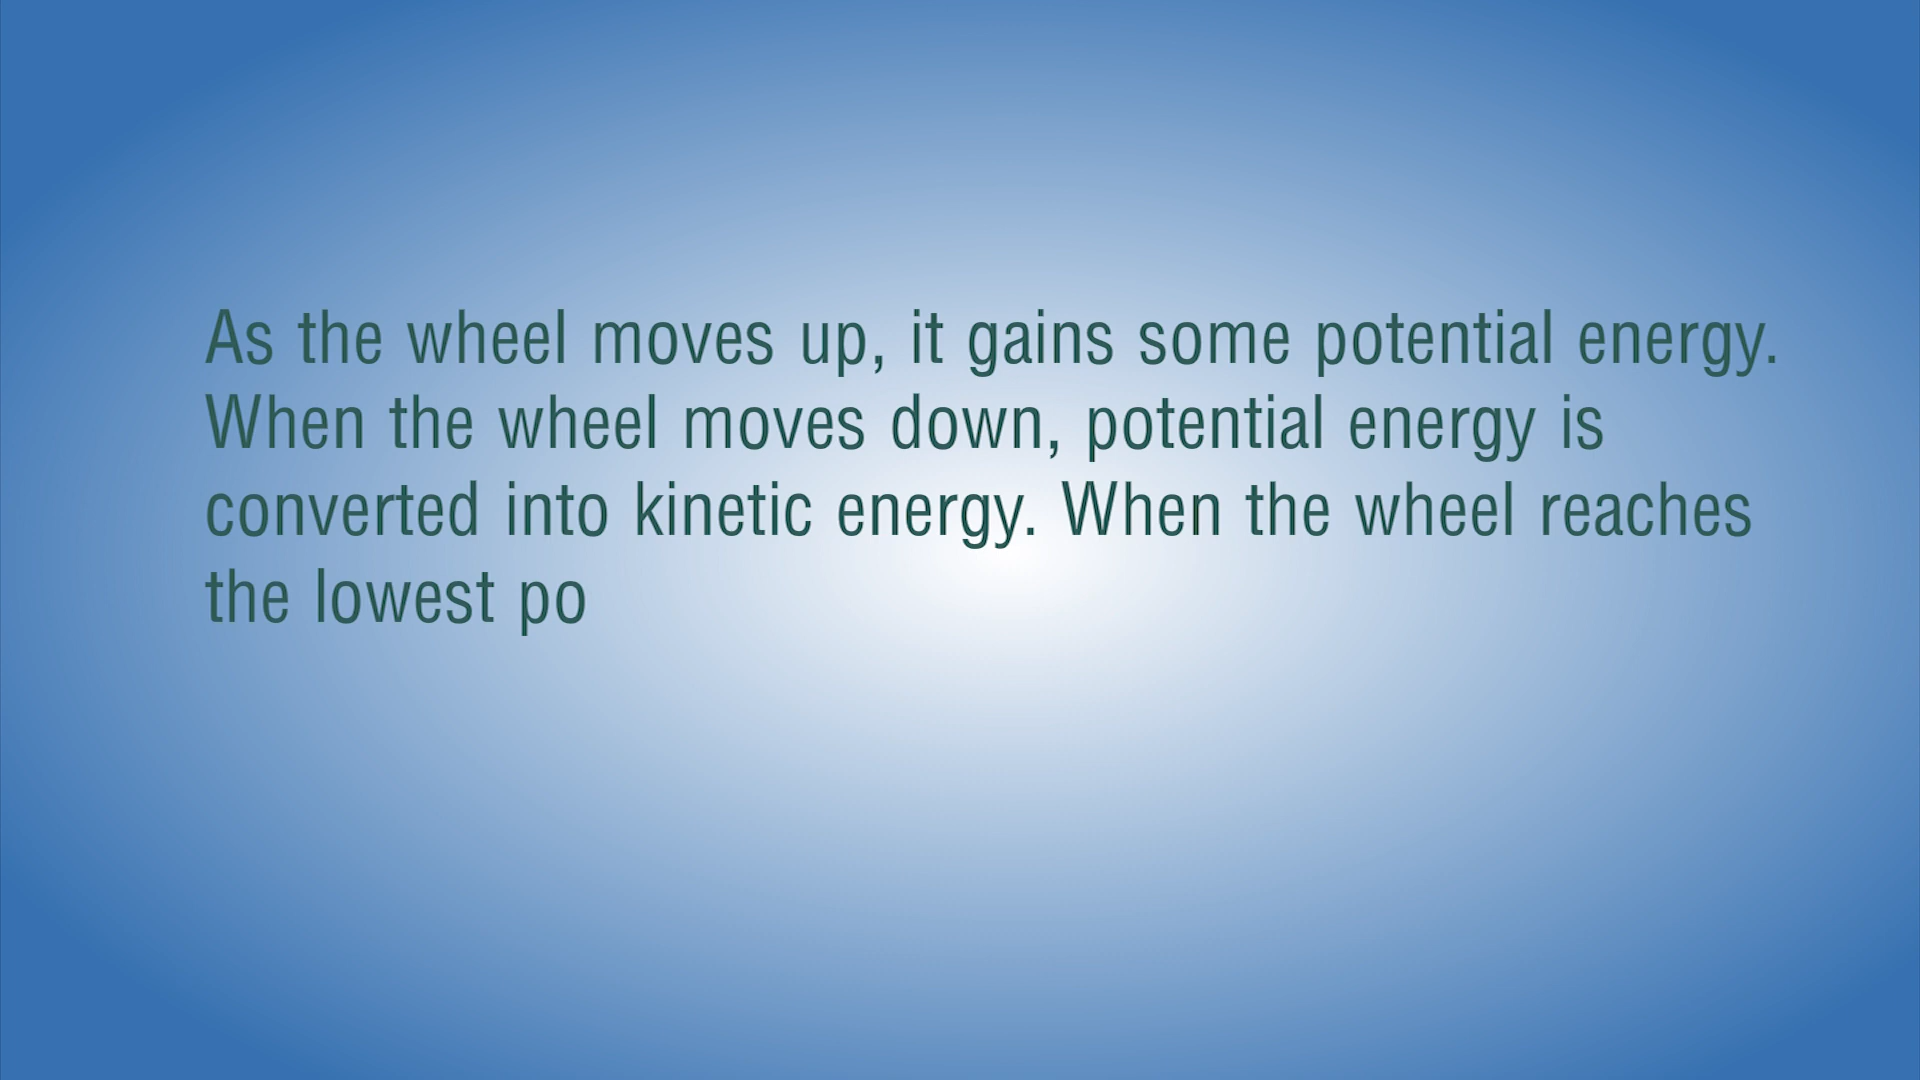 As the wheel moves up, it gains some potential energy.
When the wheel moves down, potential energy is
converted into kinetic energy. When the wheel reaches
the lowest po